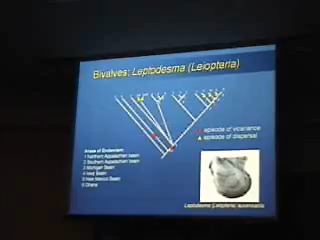 Bivalves: Leptodesma (Leiopteria)
episode of vicariance
episode of dispersal
Areas of Endemism
1 Northern Appalachian basin
2 Southern Appalachian basin
3 Michigan Basin
4 Iowa Basin
5 New Mexico Basin
6 Ghana
Leptodesma (Leiopteria)